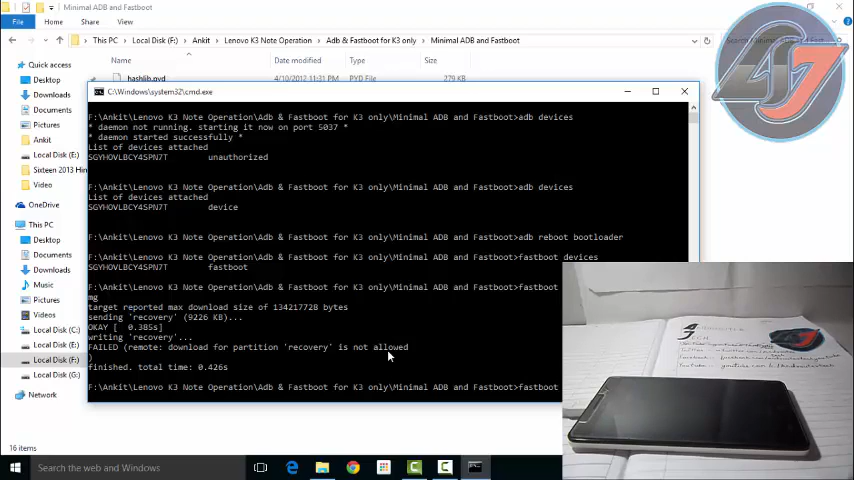 Minimal ADB and Fastboot
File
Home
Share
View
This PC
Local Disk (F:)
Ankit
Lenovo K3 Note Operation
Adb & Fastboot for K3 only
Minimal ADB and Fastboot
Name
Date modified
Type
Size
hashlib.pyd
4/10/2012 11:31 PM
PYD File
279 KB
Quick access
Desktop
Downloads
Documents
Pictures
Ankit
Local Disk (E:)
Sixteen 2013 Hin
Video
OneDrive
This PC
Desktop
Documents
Downloads
Music
Pictures
Videos
Local Disk (C:)
Local Disk (E:)
Local Disk (F:)
Local Disk (G:)
Network
16 items
C:\Windows\system32\cmd.exe
F:\Ankit\Lenovo K3 Note Operation\Adb & Fastboot for K3 only\Minimal ADB and Fastboot>adb devices
* daemon not running. starting it now on port 5037 *
* daemon started successfully *
List of devices attached
SGYHOVLBCY4SPN7T unauthorized
F:\Ankit\Lenovo K3 Note Operation\Adb & Fastboot for K3 only\Minimal ADB and Fastboot>adb devices
List of devices attached
SGYHOVLBCY4SPN7T device
F:\Ankit\Lenovo K3 Note Operation\Adb & Fastboot for K3 only\Minimal ADB and Fastboot>adb reboot bootloader
F:\Ankit\Lenovo K3 Note Operation\Adb & Fastboot for K3 only\Minimal ADB and Fastboot>fastboot devices
SGYHOVLBCY4SPN7T fastboot
F:\Ankit\Lenovo K3 Note Operation\Adb & Fastboot for K3 only\Minimal ADB and Fastboot>fastboot
mg
target reported max download size of 134217728 bytes
sending 'recovery' (9226 KB)...
OKAY [ 0.385s]
writing 'recovery'...
FAILED (remote: download for partition 'recovery' is not allowed
)
finished. total time: 0.426s
F:\Ankit\Lenovo K3 Note Operation\Adb & Fastboot for K3 only\Minimal ADB and Fastboot>fastboot
Search the web and Windows